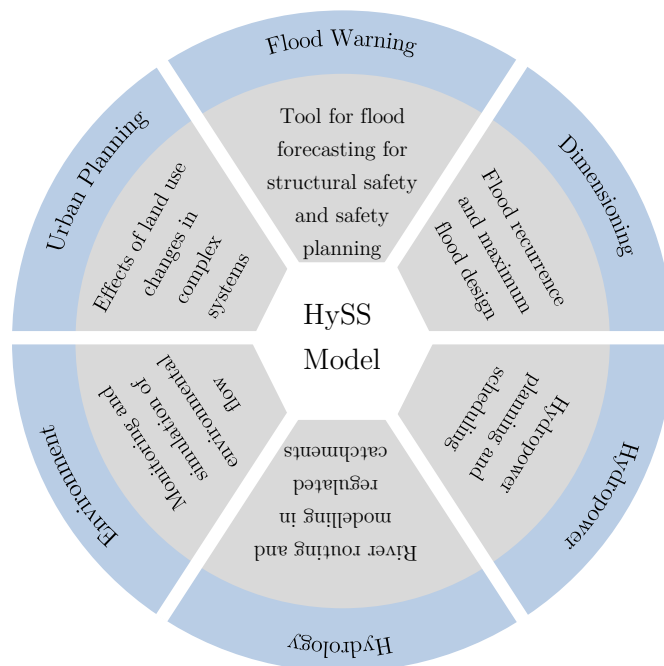 Flood Warning
Tool for flood
forecasting for
structural safety
and safety
planning
Dimensioning
Flood recurrence
and maximum
flood design
Hydropower
Hydropower
planning and
scheduling
Hydrology
River routing and
modelling in
regulated
catchments
Environment
Monitoring and
simulation of
environmental
flow
Urban Planning
Effects of land use
changes in
complex
systems
HySS
Model